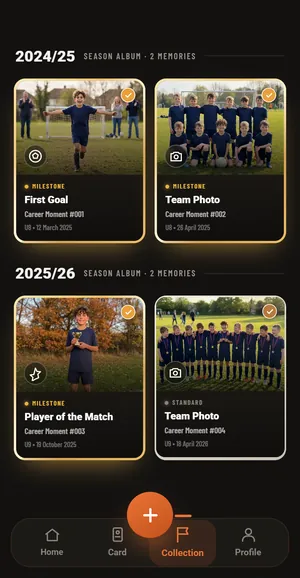 2024/25 SEASON ALBUM · 2 MEMORIES
MILESTONE
First Goal
Career Moment #001
U8 • 12 March 2025
MILESTONE
Team Photo
Career Moment #002
U8 • 26 April 2025
2025/26 SEASON ALBUM · 2 MEMORIES
MILESTONE
Player of the Match
Career Moment #003
U9 • 19 October 2025
STANDARD
Team Photo
Career Moment #004
U9 • 18 April 2026
Home
Card
Collection
Profile